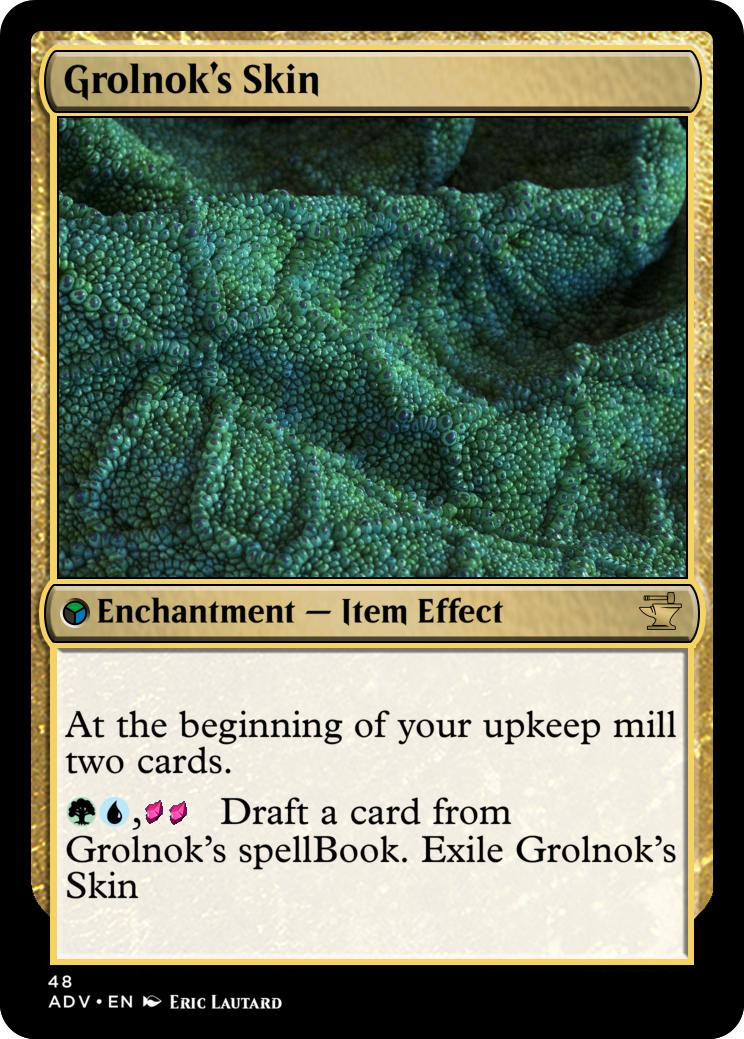 Grolnok's Skin
Enchantment — Item Effect
At the beginning of your upkeep mill
two cards.
, Draft a card from
Grolnok's spellBook. Exile Grolnok's
Skin
48
ADV • EN Eric Lautard